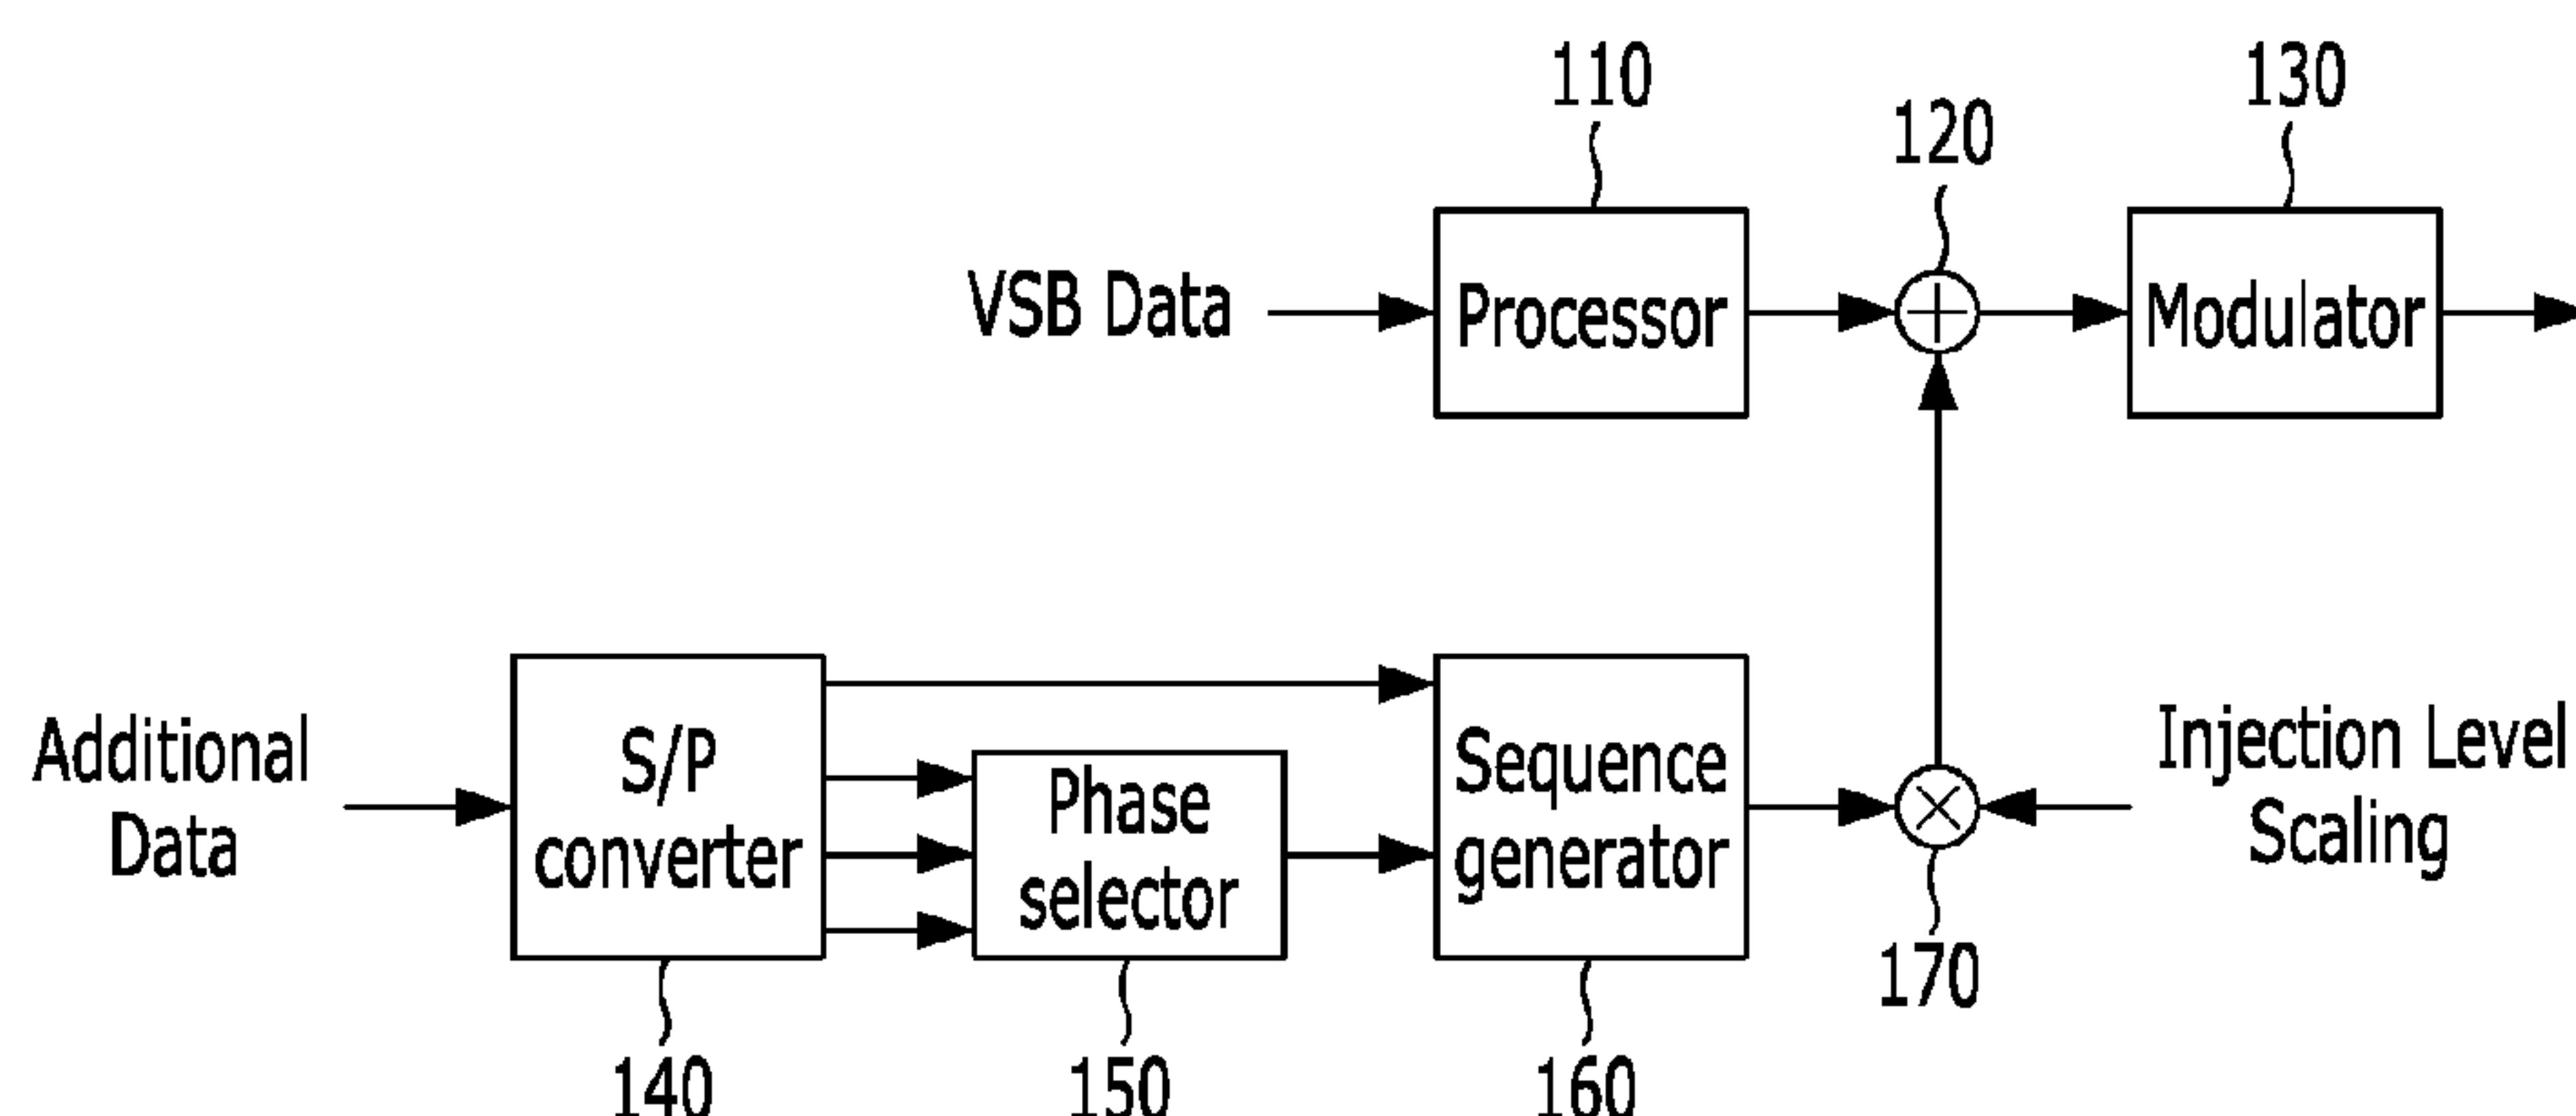 110
120
130
VSB Data
Processor
Modulator
Additional
Data
S/P
converter
Phase
selector
Sequence
generator
Injection Level
Scaling
170
140
150
160